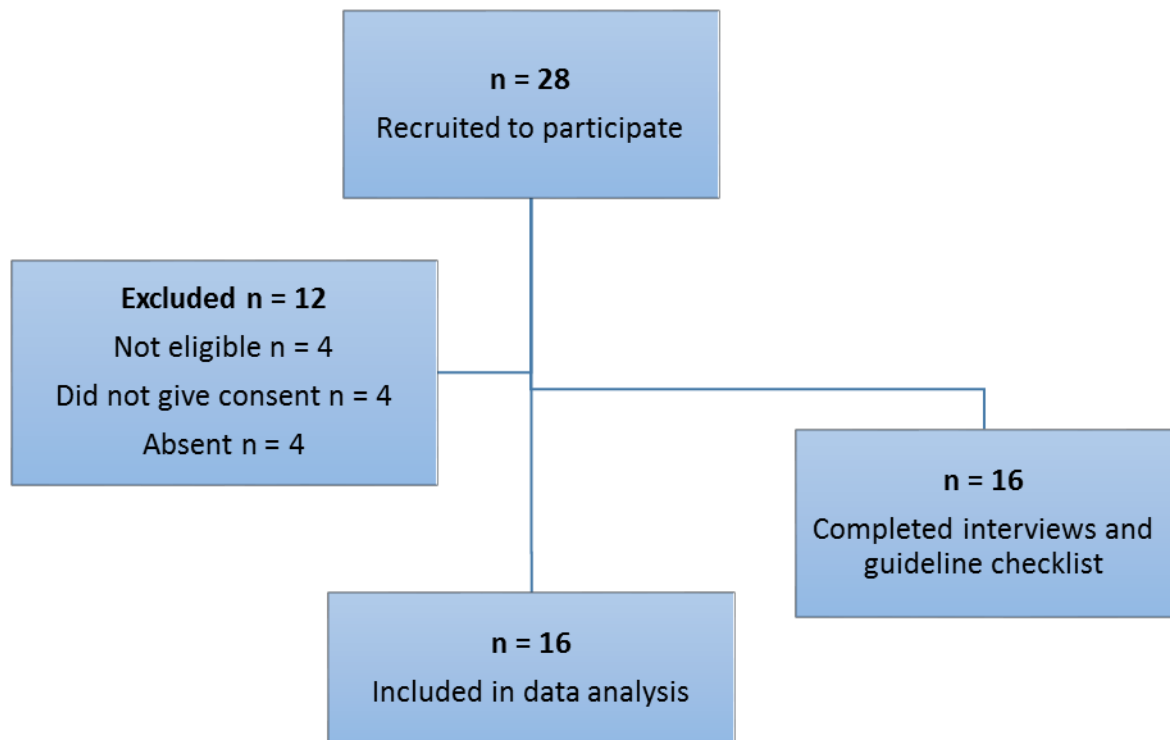 n = 28
Recruited to participate
Excluded n = 12
Not eligible n = 4
Did not give consent n = 4
Absent n = 4
n = 16
Completed interviews and
guideline checklist
n = 16
Included in data analysis